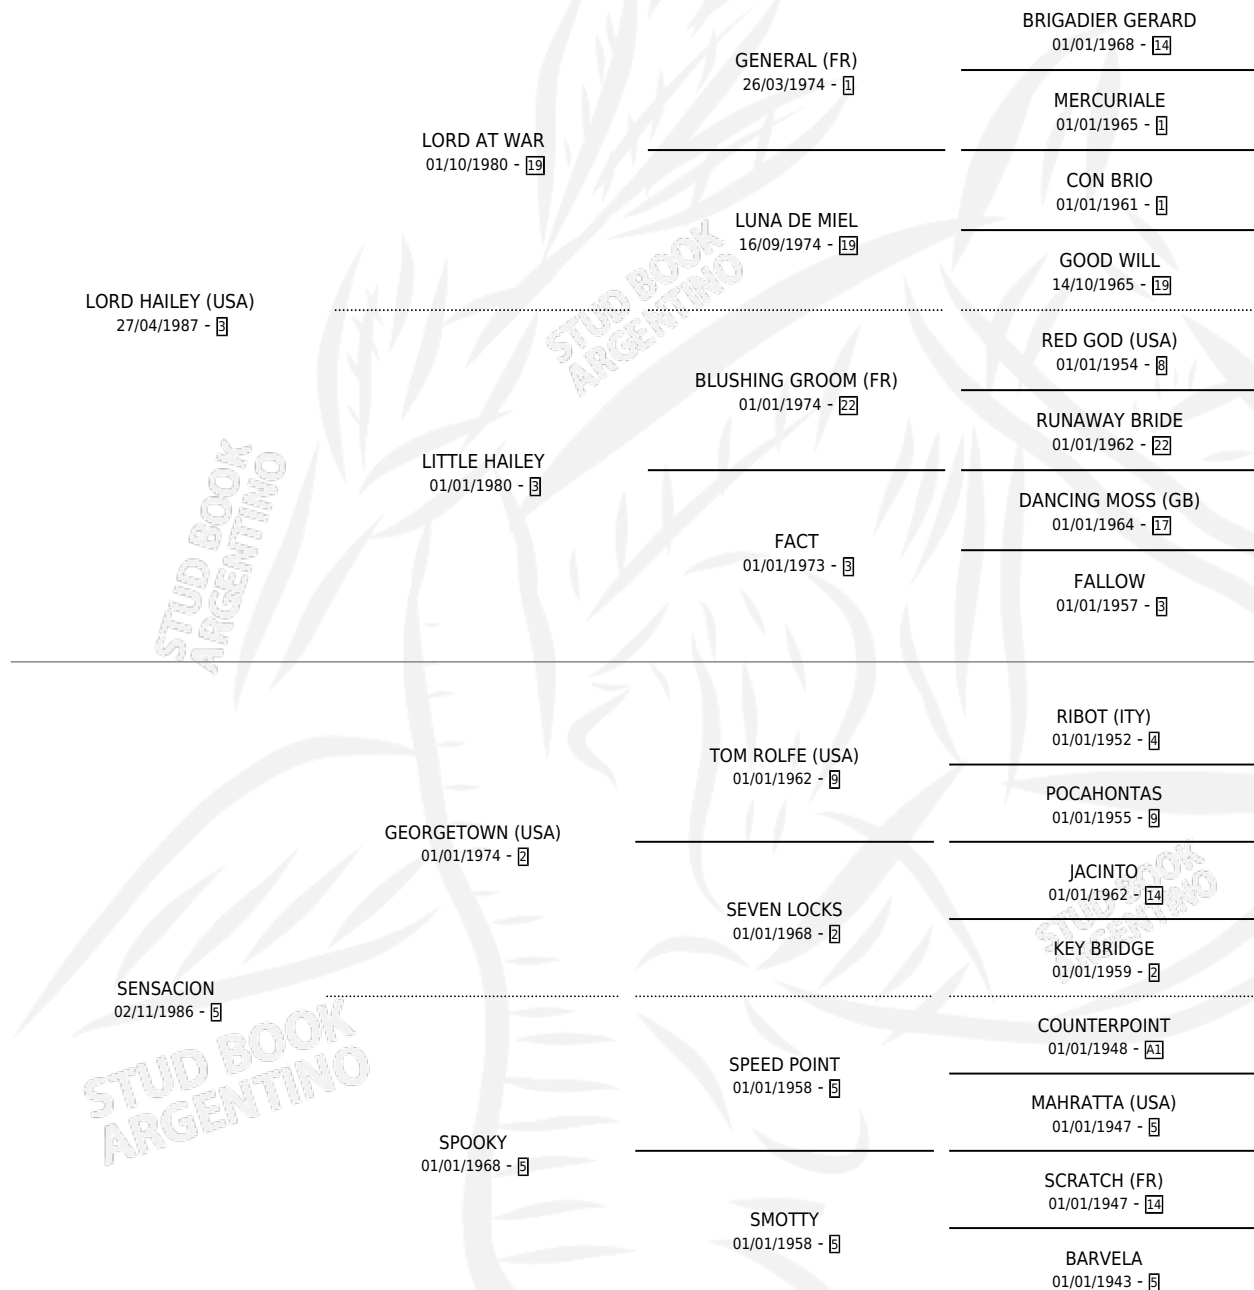 BRIGADIER GERARD
01/01/1968 - 14
GENERAL (FR)
26/03/1974 - 1
MERCURIALE
01/01/1965 - 1
LORD AT WAR
01/10/1980 - 19
CON BRIO
01/01/1961 - 1
LUNA DE MIEL
16/09/1974 - 19
GOOD WILL
14/10/1965 - 19
LORD HAILEY (USA)
27/04/1987 - 3
RED GOD (USA)
01/01/1954 - 8
BLUSHING GROOM (FR)
01/01/1974 - 22
RUNAWAY BRIDE
01/01/1962 - 22
LITTLE HAILEY
01/01/1980 - 3
DANCING MOSS (GB)
01/01/1964 - 17
FACT
01/01/1973 - 3
FALLOW
01/01/1957 - 3
RIBOT (ITY)
01/01/1952 - 4
TOM ROLFE (USA)
01/01/1962 - 9
POCAHONTAS
01/01/1955 - 9
GEORGETOWN (USA)
01/01/1974 - 2
JACINTO
01/01/1962 - 14
SEVEN LOCKS
01/01/1968 - 2
KEY BRIDGE
01/01/1959 - 2
SENSACION
02/11/1986 - 5
COUNTERPOINT
01/01/1948 - A1
SPEED POINT
01/01/1958 - 5
MAHRATTA (USA)
01/01/1947 - 5
SPOOKY
01/01/1968 - 5
SCRATCH (FR)
01/01/1947 - 14
SMOTTY
01/01/1958 - 5
BARVELA
01/01/1943 - 5
STUD BOOK
ARGENTINO
STUD BOOK
ARGENTINO
STUD BOOK
ARGENTINO
STUD BOOK
ARGENTINO